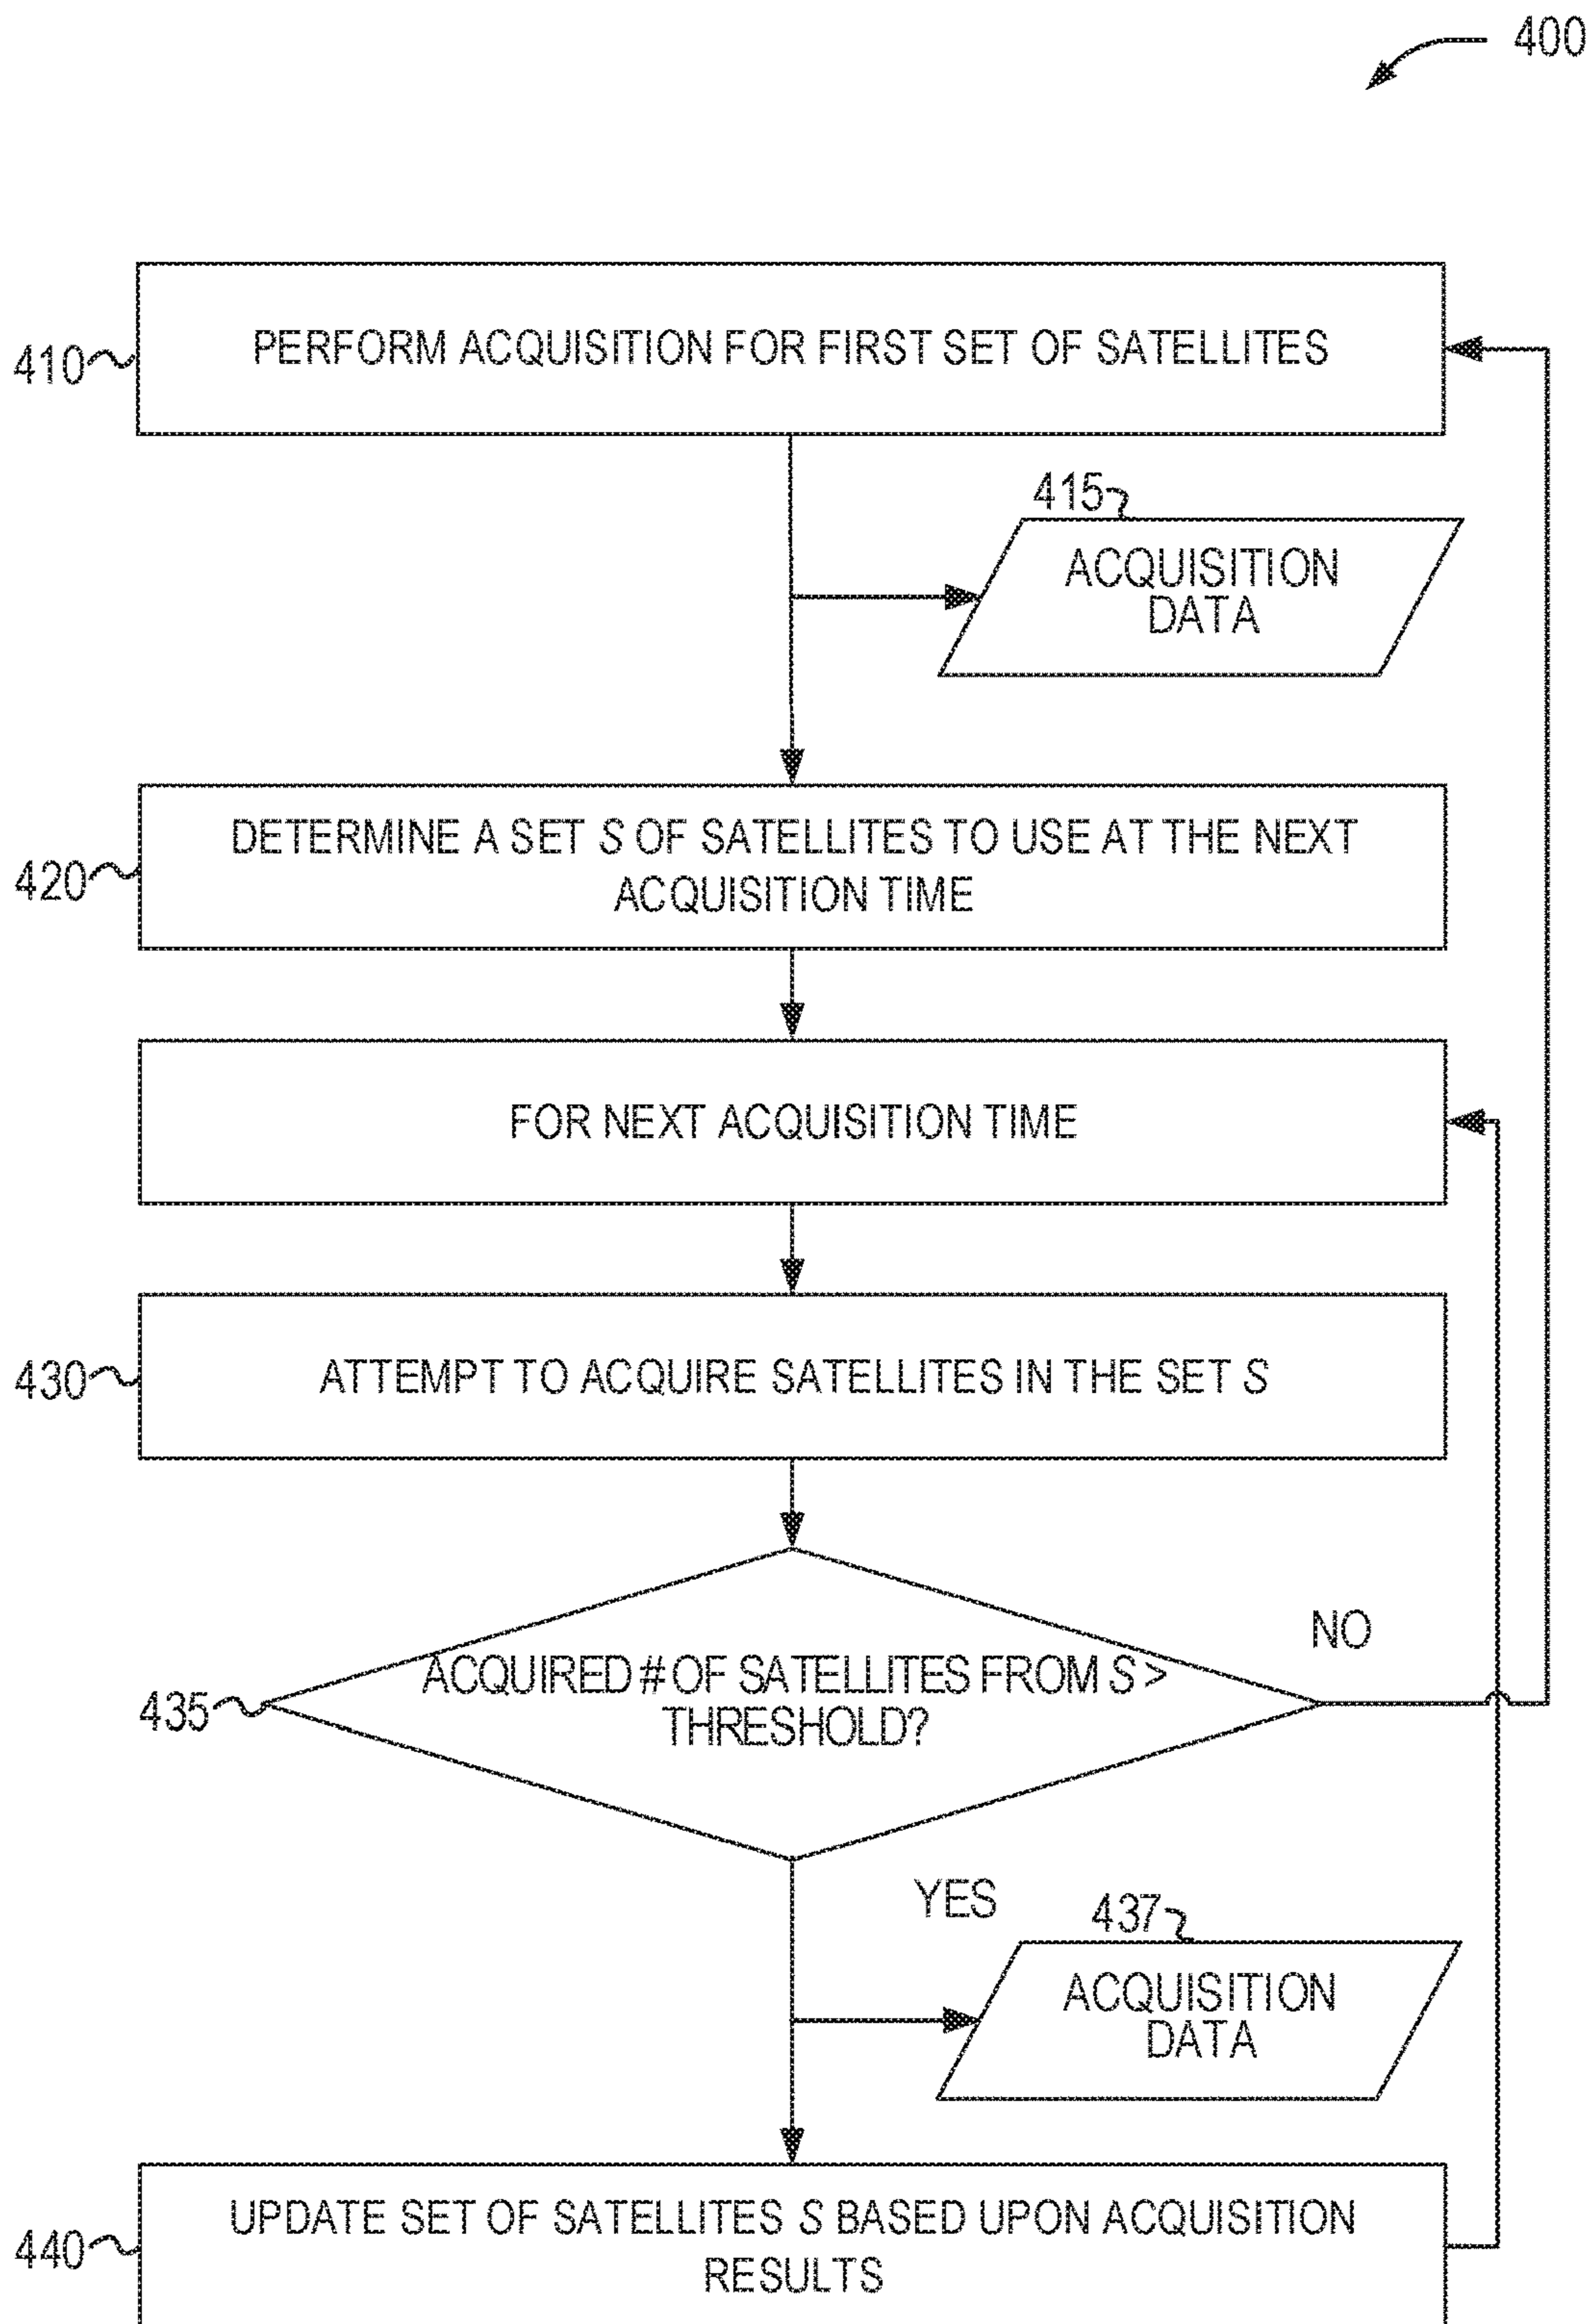 400
410
PERFORM ACQUISITION FOR FIRST SET OF SATELLITES
415
ACQUISITION
DATA
420
DETERMINE A SET S OF SATELLITES TO USE AT THE NEXT
ACQUISITION TIME
FOR NEXT ACQUISITION TIME
430
ATTEMPT TO ACQUIRE SATELLITES IN THE SET S
435
ACQUIRED # OF SATELLITES FROM S >
THRESHOLD?
NO
YES
437
ACQUISITION
DATA
440
UPDATE SET OF SATELLITES S BASED UPON ACQUISITION
RESULTS